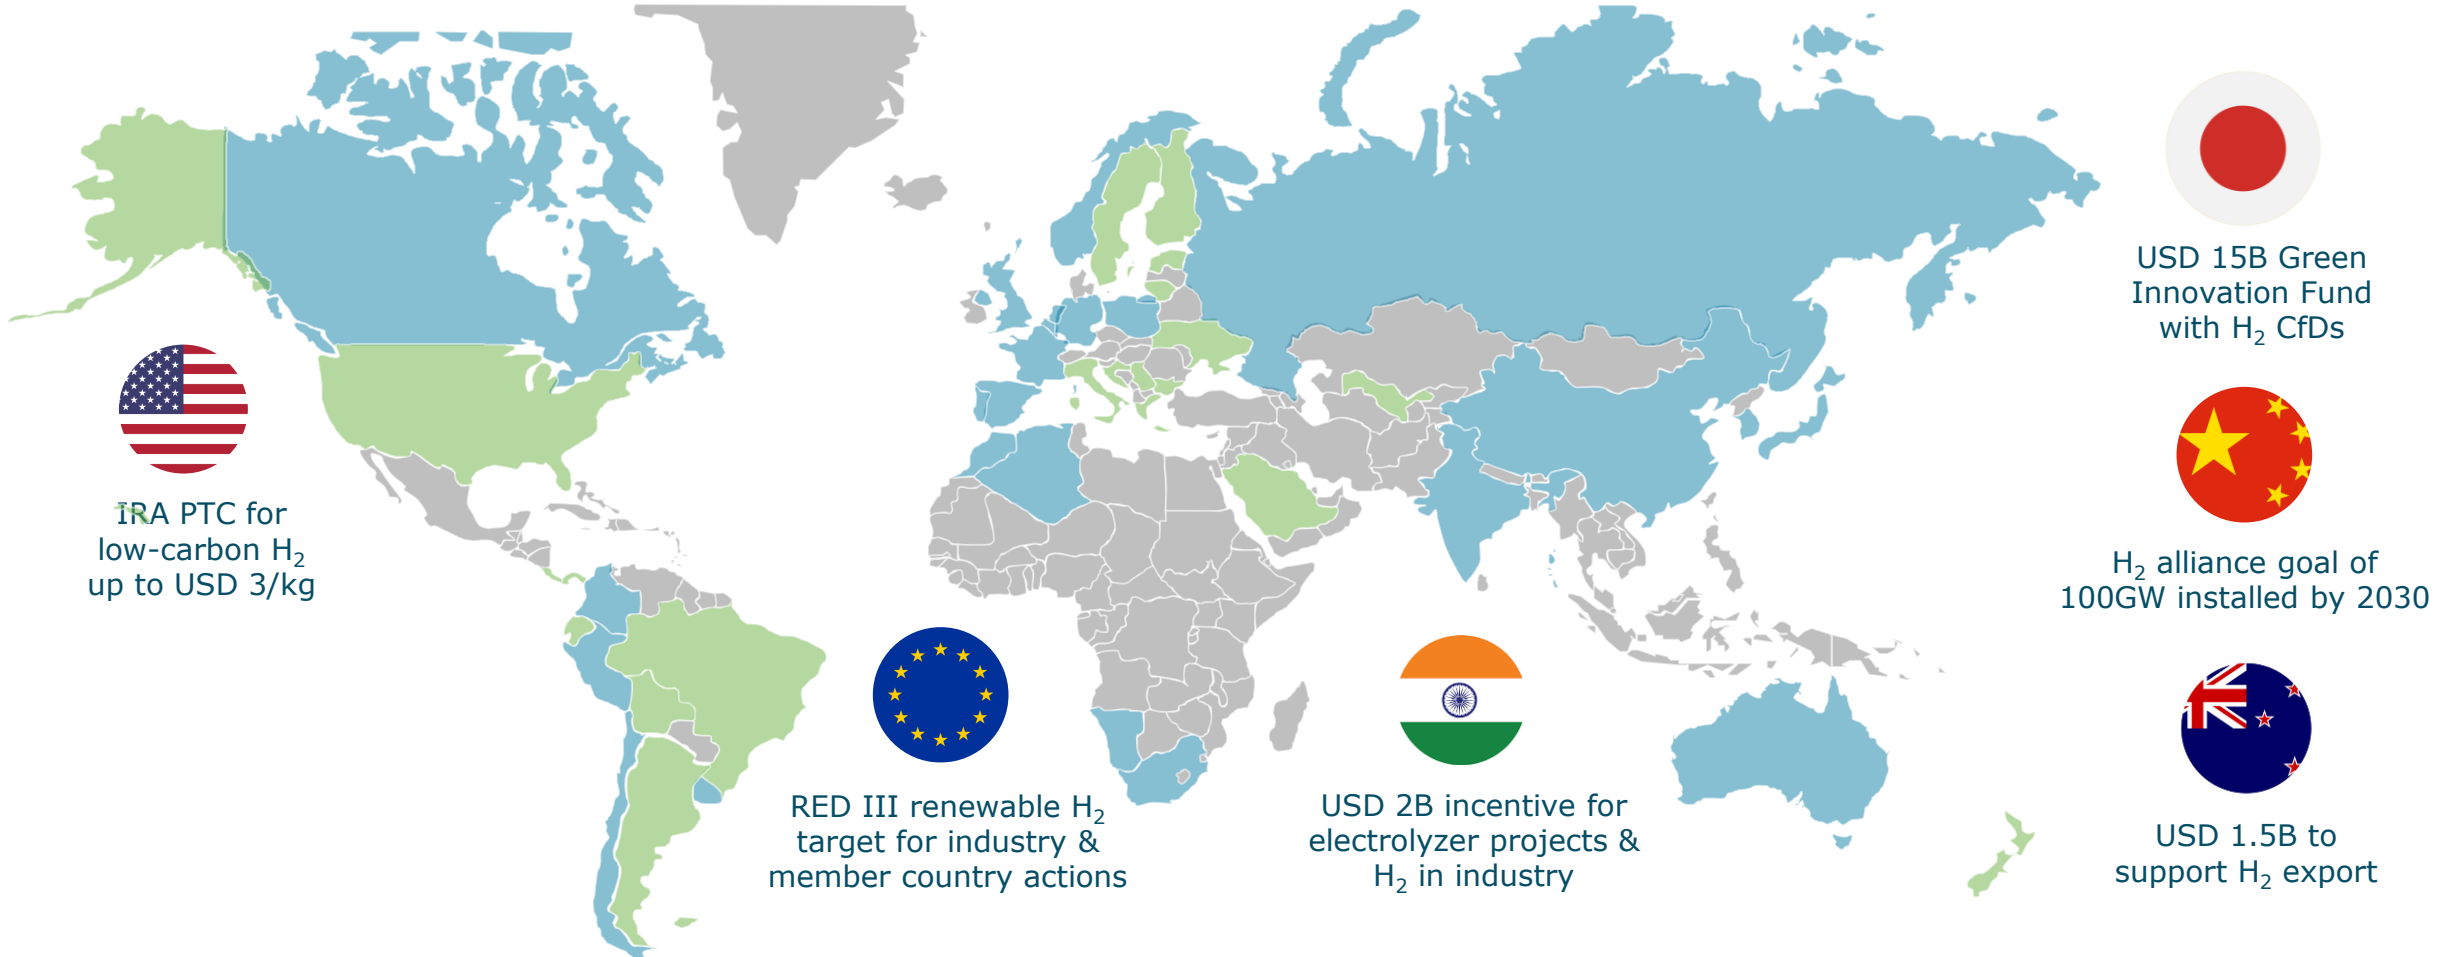 IRA PTC for
low-carbon H₂
up to USD 3/kg
RED III renewable H₂
target for industry &
member country actions
USD 2B incentive for
electrolyzer projects &
H₂ in industry
USD 15B Green
Innovation Fund
with H₂ CfDs
H₂ alliance goal of
100GW installed by 2030
USD 1.5B to
support H₂ export